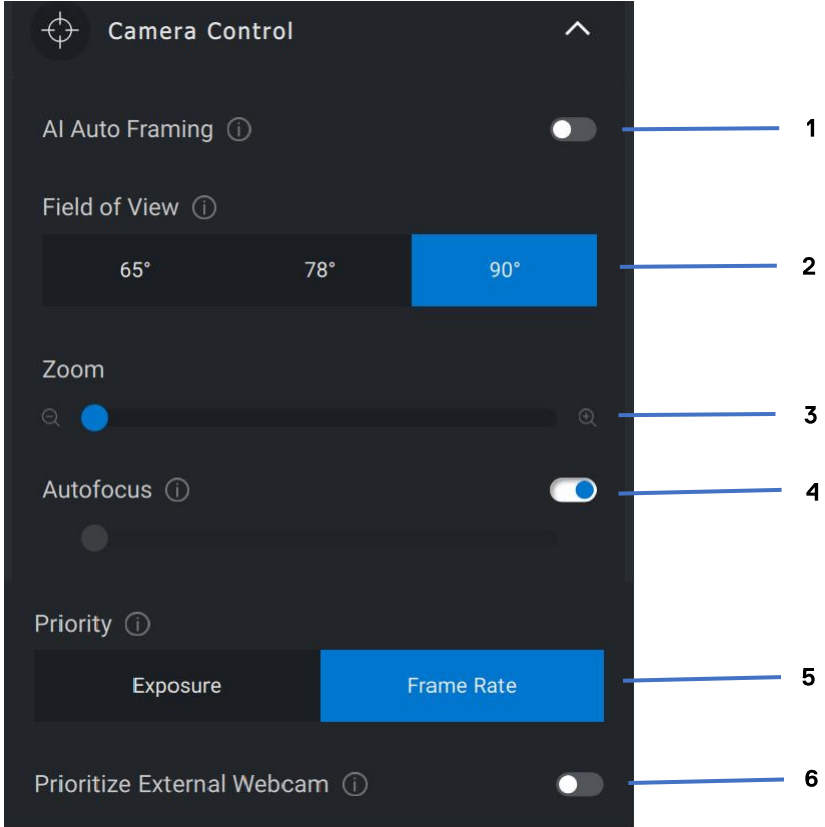 Camera Control
AI Auto Framing
1
Field of View
65° 78° 90°
2
Zoom
3
Autofocus
4
Priority
Exposure Frame Rate
5
Prioritize External Webcam
6